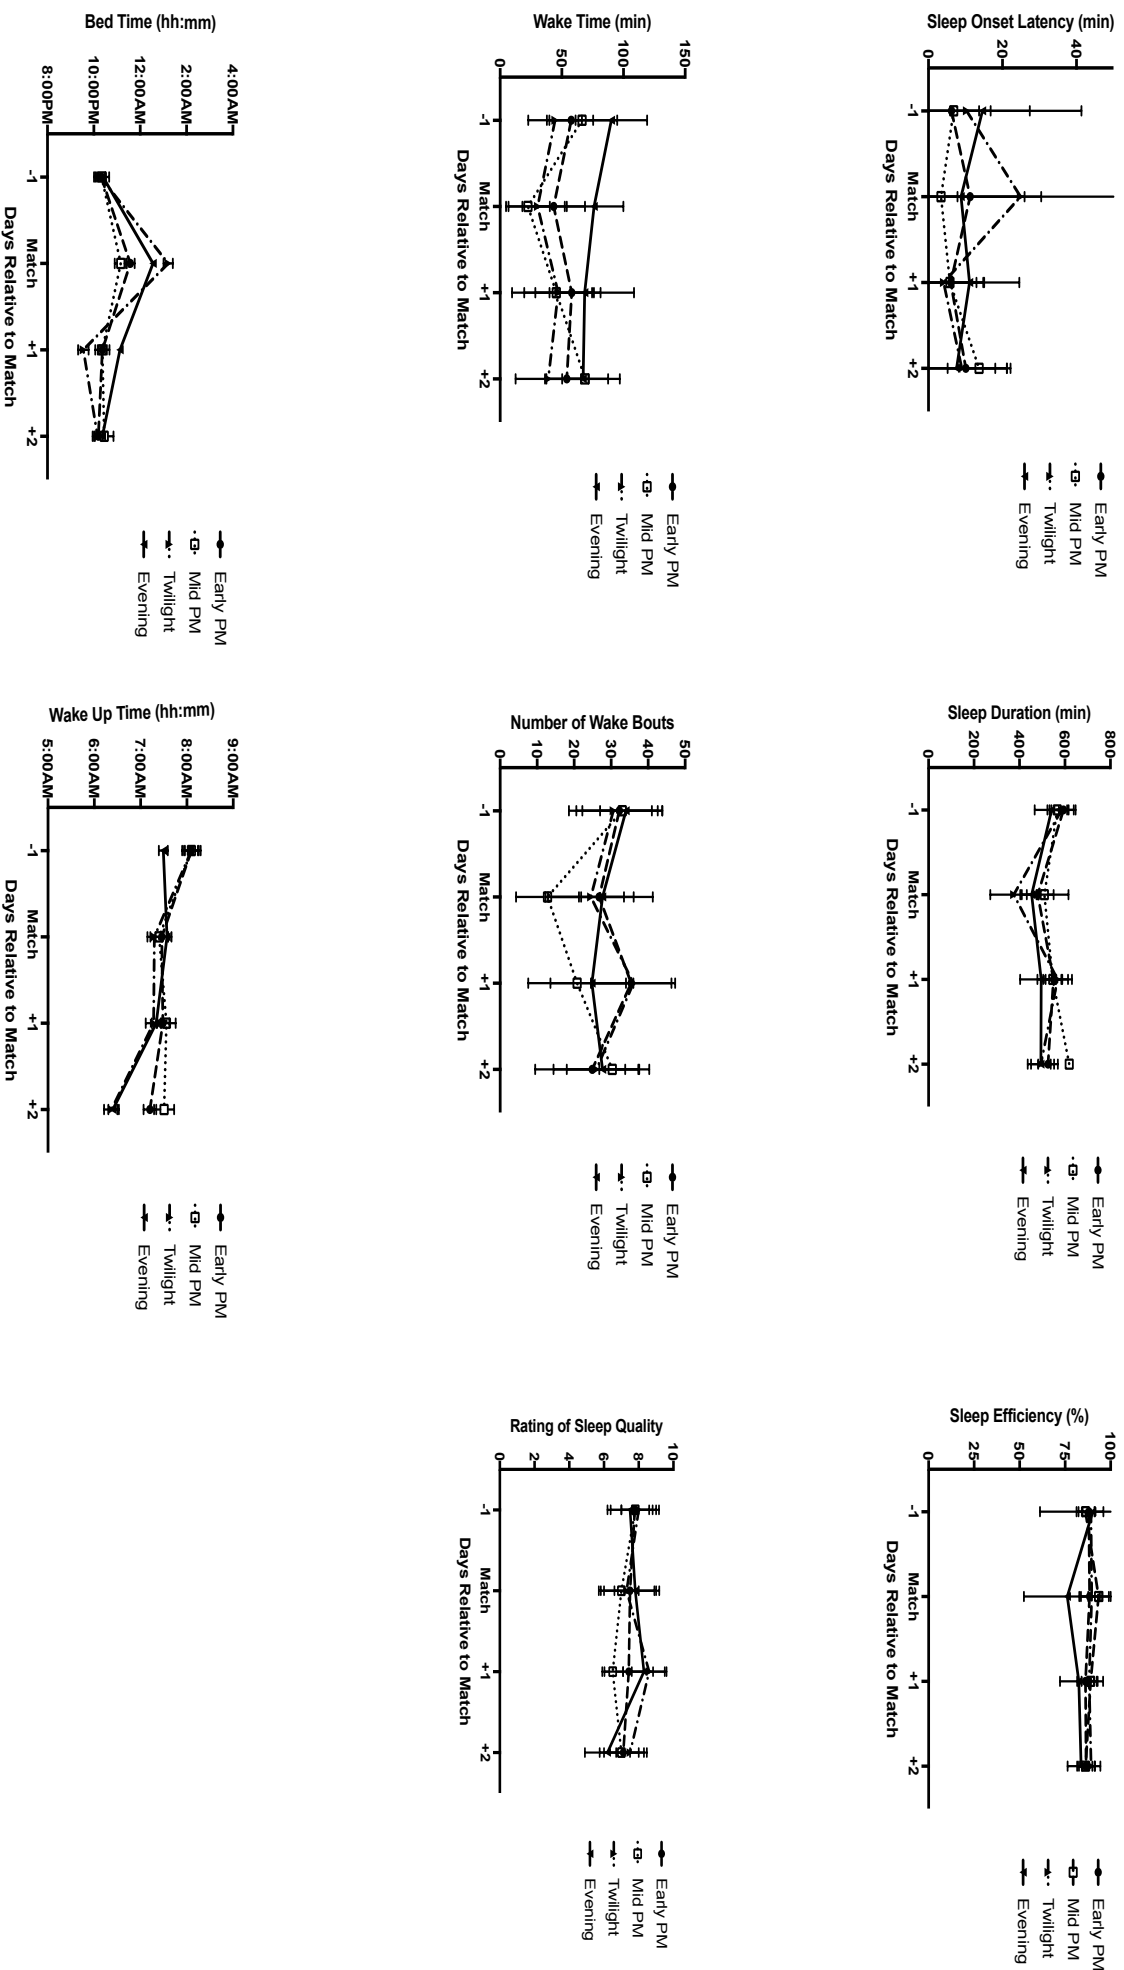 Sleep Onset Latency (min)
40
20
0
-1
Match
+1
+2
Days Relative to Match
Early PM
Mid PM
Twilight
Evening
Sleep Duration (min)
800
600
400
200
0
-1
Match
+1
+2
Days Relative to Match
Early PM
Mid PM
Twilight
Evening
Sleep Efficiency (%)
100
75
50
25
0
-1
Match
+1
+2
Days Relative to Match
Early PM
Mid PM
Twilight
Evening
Wake Time (min)
150
100
50
0
-1
Match
+1
+2
Days Relative to Match
Early PM
Mid PM
Twilight
Evening
Number of Wake Bouts
50
40
30
20
10
0
-1
Match
+1
+2
Days Relative to Match
Early PM
Mid PM
Twilight
Evening
Rating of Sleep Quality
10
8
6
4
2
0
-1
Match
+1
+2
Days Relative to Match
Early PM
Mid PM
Twilight
Evening
Bed Time (hh:mm)
4:00AM
2:00AM
12:00AM
10:00PM
8:00PM
-1
Match
+1
+2
Days Relative to Match
Early PM
Mid PM
Twilight
Evening
Wake Up Time (hh:mm)
9:00AM
8:00AM
7:00AM
6:00AM
5:00AM
-1
Match
+1
+2
Days Relative to Match
Early PM
Mid PM
Twilight
Evening